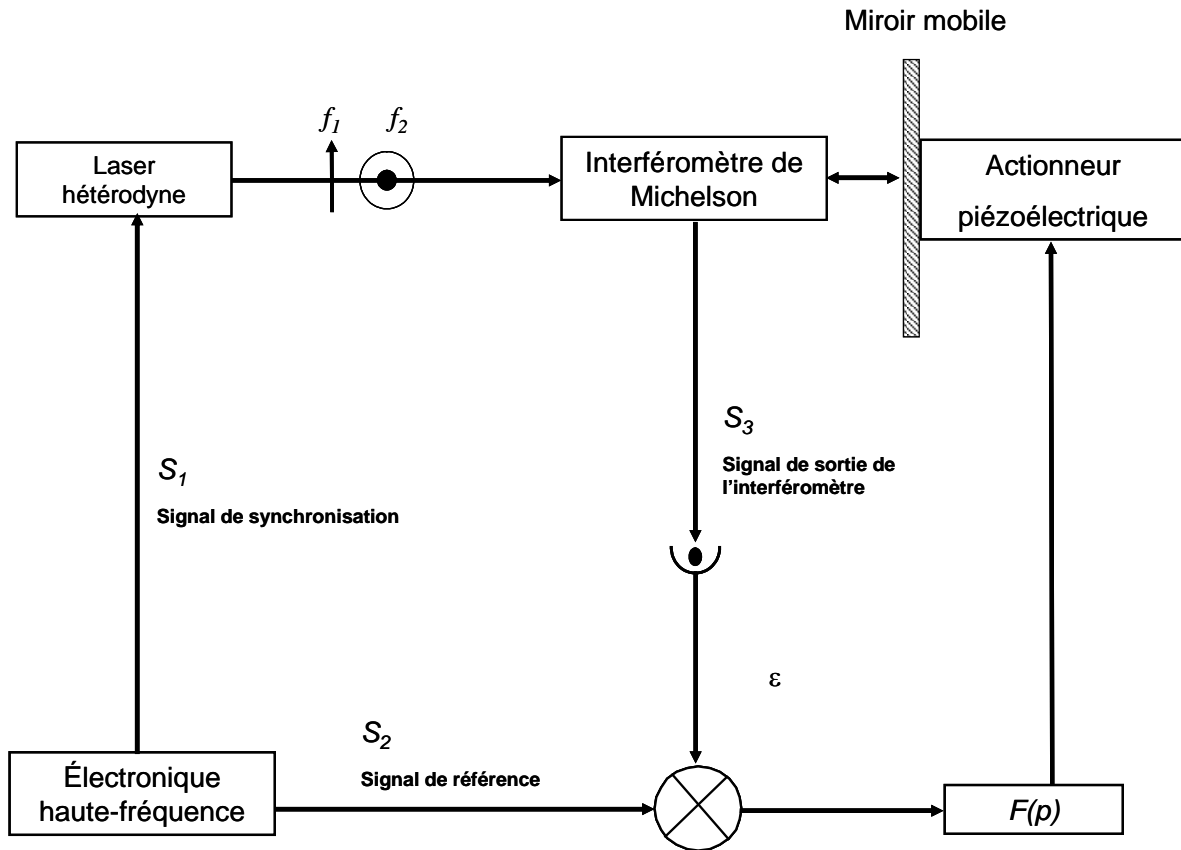 Miroir mobile
f1
f2
Laser
hétérodyne
Interféromètre de
Michelson
Actionneur
piézoélectrique
S1
Signal de synchronisation
S3
Signal de sortie de
l'interféromètre
ε
S2
Signal de référence
Électronique
haute-fréquence
F(p)